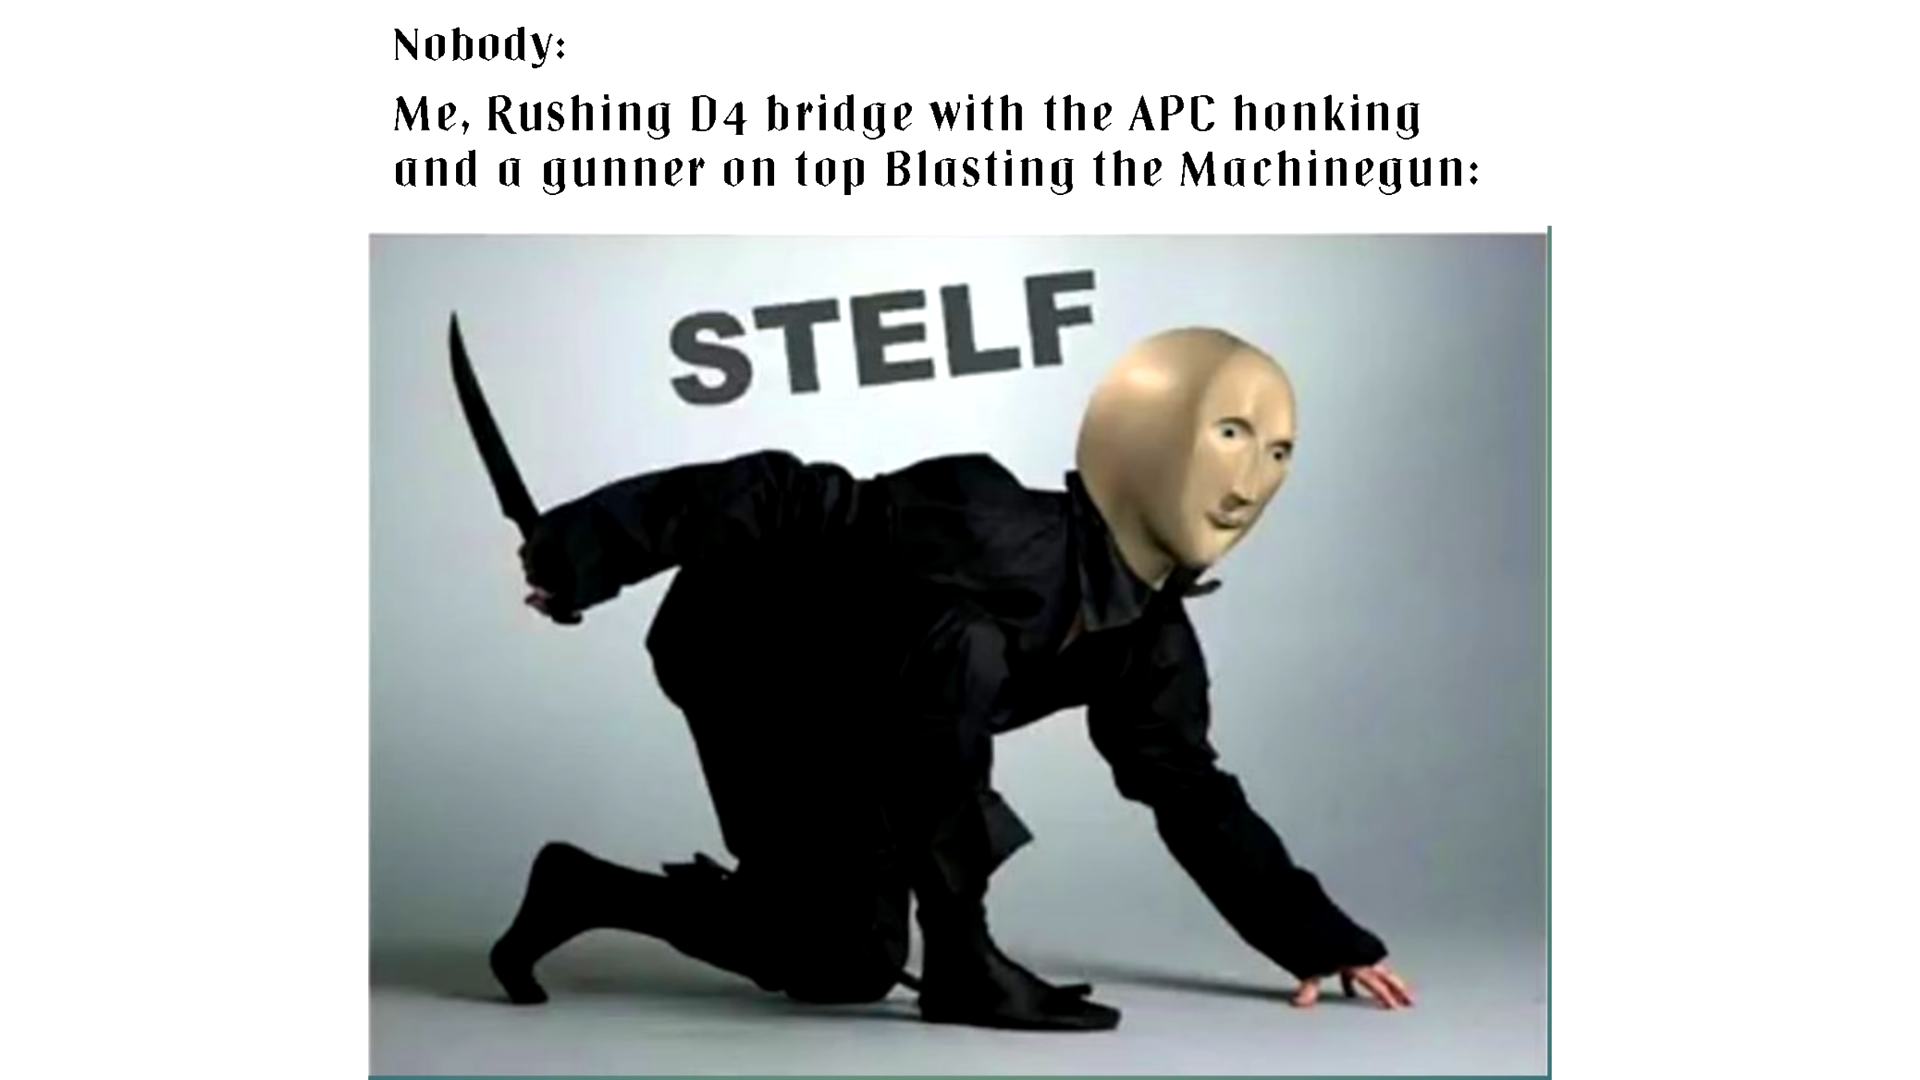 Nobody:
Me, Rushing D4 bridge with the APC honking
and a gunner on top Blasting the Machinegun:
STELF